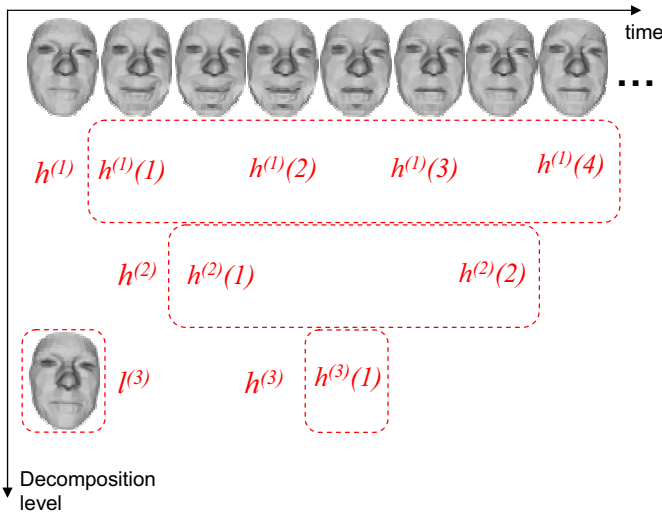 time
...
h⁽¹⁾ h⁽¹⁾(1) h⁽¹⁾(2) h⁽¹⁾(3) h⁽¹⁾(4)
h⁽²⁾ h⁽²⁾(1) h⁽²⁾(2)
l⁽³⁾ h⁽³⁾ h⁽³⁾(1)
Decomposition
level